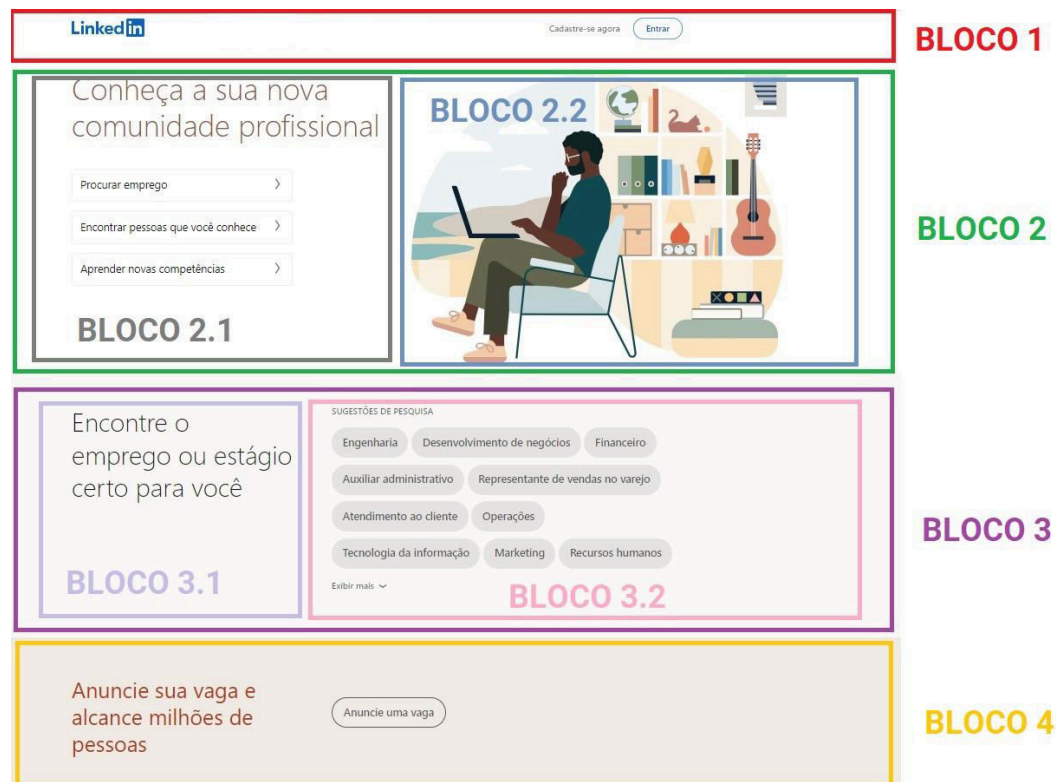 Linked in
Cadastre-se agora
Entrar
BLOCO 1
Conheça a sua nova
comunidade profissional
Procurar emprego
Encontrar pessoas que você conhece
Aprender novas competências
BLOCO 2.1
BLOCO 2.2
BLOCO 2
Encontre o
emprego ou estágio
certo para você
BLOCO 3.1
SUGESTÕES DE PESQUISA
Engenharia Desenvolvimento de negócios Financeiro
Auxiliar administrativo Representante de vendas no varejo
Atendimento ao cliente Operações
Tecnologia da informação Marketing Recursos humanos
Exibir mais
BLOCO 3.2
BLOCO 3
Anuncie sua vaga e
alcance milhões de
pessoas
Anuncie uma vaga
BLOCO 4